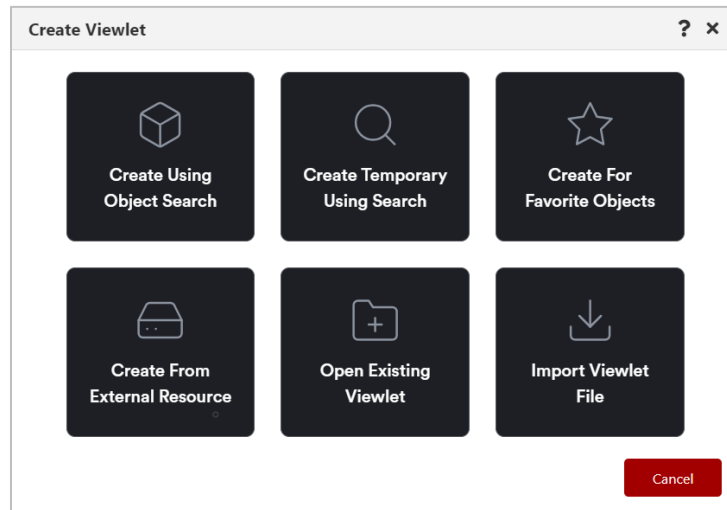 Create Viewlet ? ×
Create Using
Object Search
Create Temporary
Using Search
Create For
Favorite Objects
Create From
External Resource
Open Existing
Viewlet
Import Viewlet
File
Cancel